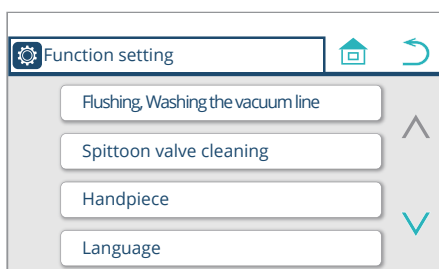 Function setting
Flushing, Washing the vacuum line
Spittoon valve cleaning
Handpiece
Language